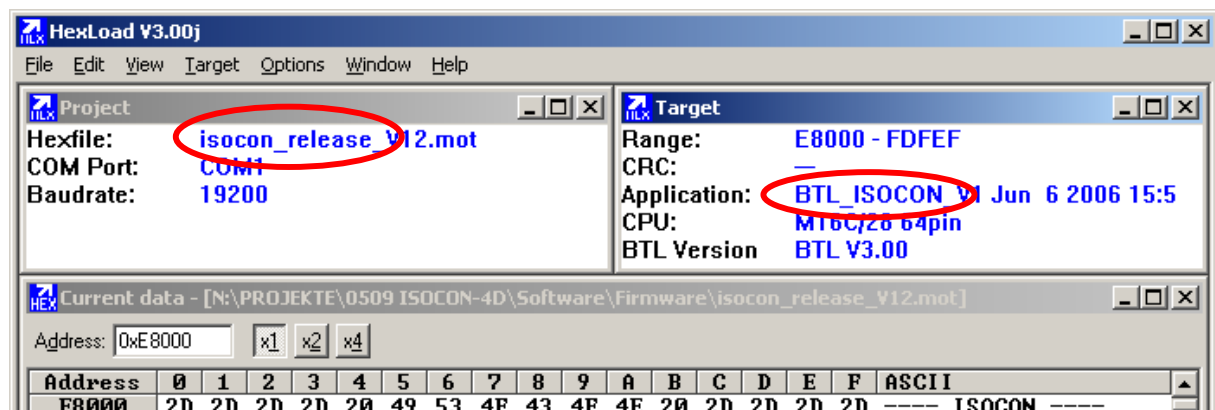 HexLoad V3.00j
File Edit View Target Options Window Help
Project
Hexfile: isocon_release_V12.mot
COM Port: COM1
Baudrate: 19200
Target
Range: E8000 - FDFEF
CRC: —
Application: BTL_ISOCON_V1 Jun 6 2006 15:5
CPU: M16C/28 64pin
BTL Version BTL V3.00
Current data - [N:\PROJEKTE\0509 ISOCON-4D\Software\Firmware\isocon_release_V12.mot]
Address: 0xE8000 x1 x2 x4
Address 0 1 2 3 4 5 6 7 8 9 A B C D E F ASCII
E8000 2D 2D 2D 2D 20 49 53 4F 43 4F 4E 20 2D 2D 2D 2D ---- ISOCON ----